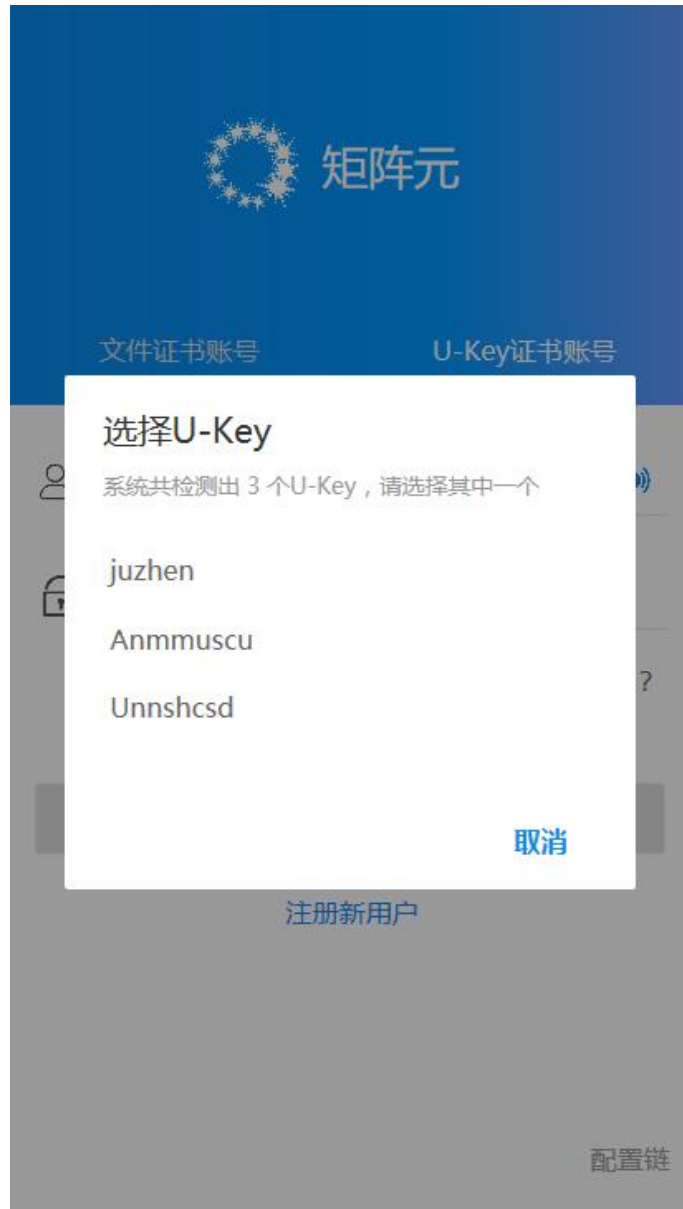 矩阵元
文件证书账号 U-Key证书账号
选择U-Key
系统共检测出 3 个U-Key，请选择其中一个
juzhen
Anmmuscu
Unnshcsd
?
取消
注册新用户
配置链